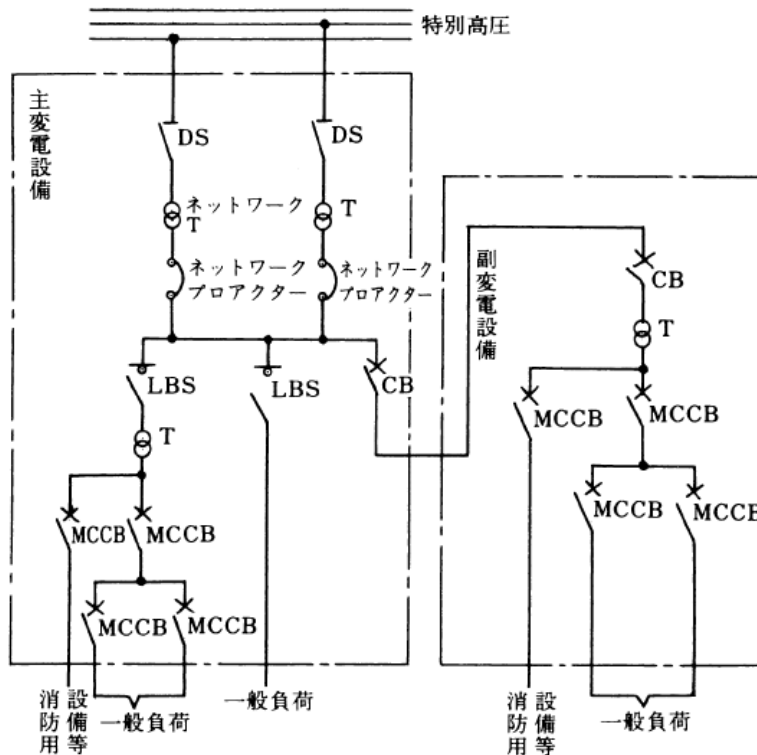 特別高圧
主変電設備
DS
DS
ネットワーク
T
T
ネットワーク
プロアクター
ネットワーク
プロアクター
副変電設備
CB
T
LBS
LBS
CB
MCCB
MCCB
T
MCCB
MCCB
MCCB
MCCB
MCCB
MCCB
消防用
設備等
一般負荷
一般負荷
消防用
設備等
一般負荷